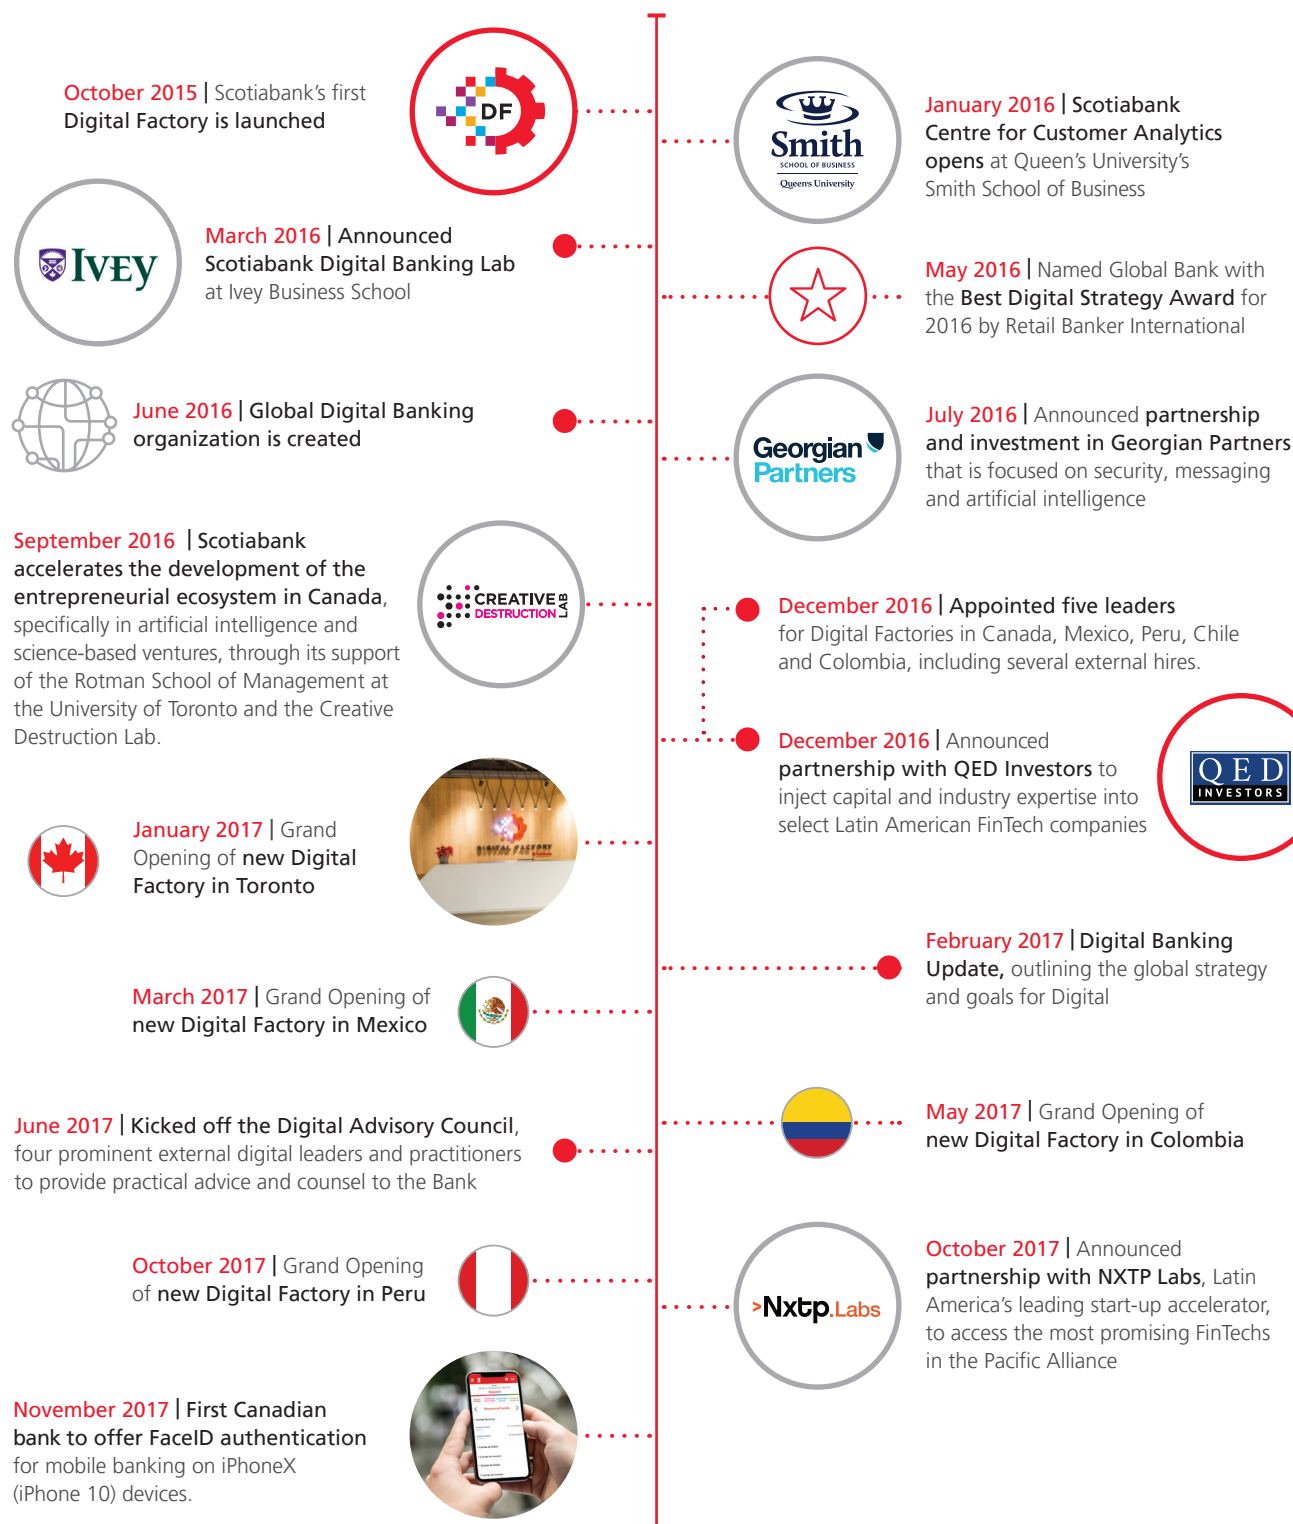 October 2015 | Scotiabank's first
Digital Factory is launched
DF
Smith
SCHOOL OF BUSINESS
Queen's University
January 2016 | Scotiabank
Centre for Customer Analytics
opens at Queen's University's
Smith School of Business
IVEY
March 2016 | Announced
Scotiabank Digital Banking Lab
at Ivey Business School
May 2016 | Named Global Bank with
the Best Digital Strategy Award for
2016 by Retail Banker International
June 2016 | Global Digital Banking
organization is created
Georgian
Partners
July 2016 | Announced partnership
and investment in Georgian Partners
that is focused on security, messaging
and artificial intelligence
September 2016 | Scotiabank
accelerates the development of the
entrepreneurial ecosystem in Canada,
specifically in artificial intelligence and
science-based ventures, through its support
of the Rotman School of Management at
the University of Toronto and the Creative
Destruction Lab.
CREATIVE
DESTRUCTION
LAB
December 2016 | Appointed five leaders
for Digital Factories in Canada, Mexico, Peru, Chile
and Colombia, including several external hires.
December 2016 | Announced
partnership with QED Investors to
inject capital and industry expertise into
select Latin American FinTech companies
QED
INVESTORS
January 2017 | Grand
Opening of new Digital
Factory in Toronto
DIGITAL FACTORY
February 2017 | Digital Banking
Update, outlining the global strategy
and goals for Digital
March 2017 | Grand Opening of
new Digital Factory in Mexico
May 2017 | Grand Opening of
new Digital Factory in Colombia
June 2017 | Kicked off the Digital Advisory Council,
four prominent external digital leaders and practitioners
to provide practical advice and counsel to the Bank
October 2017 | Grand Opening
of new Digital Factory in Peru
>Nxtp.Labs
October 2017 | Announced
partnership with NXTP Labs, Latin
America's leading start-up accelerator,
to access the most promising FinTechs
in the Pacific Alliance
November 2017 | First Canadian
bank to offer FaceID authentication
for mobile banking on iPhoneX
(iPhone 10) devices.